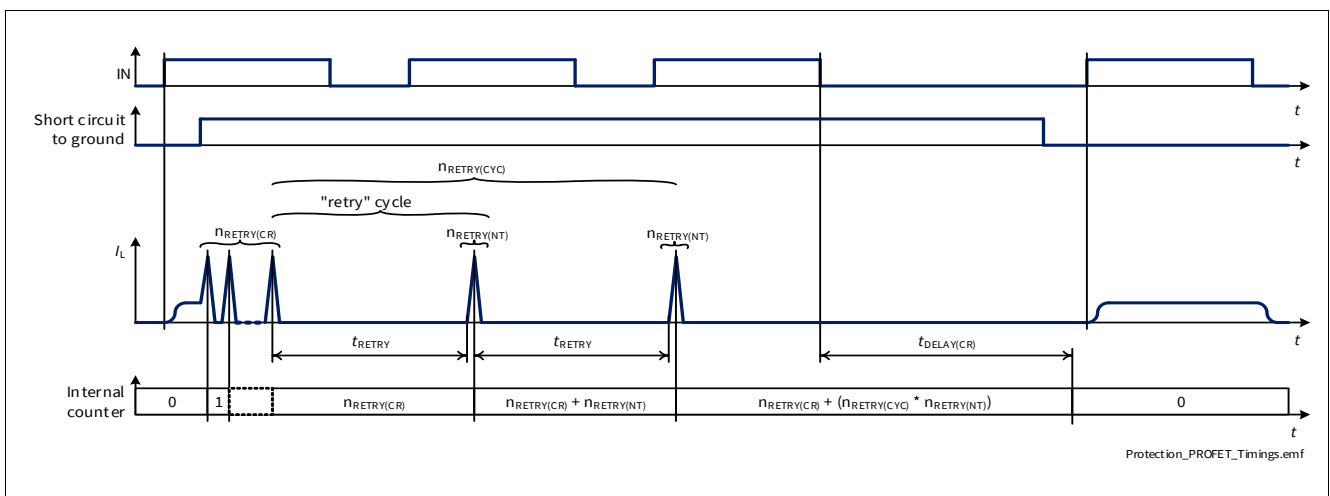 IN
t
Short circuit
to ground
t
nRETRY(CYC)
"retry" cycle
nRETRY(CR)
nRETRY(NT)
nRETRY(NT)
IL
t
tRETRY
tRETRY
tDELAY(CR)
Internal
counter
0
1
nRETRY(CR)
nRETRY(CR) + nRETRY(NT)
nRETRY(CR) + (nRETRY(CYC) * nRETRY(NT))
0
t
Protection_PROFET_Timings.emf